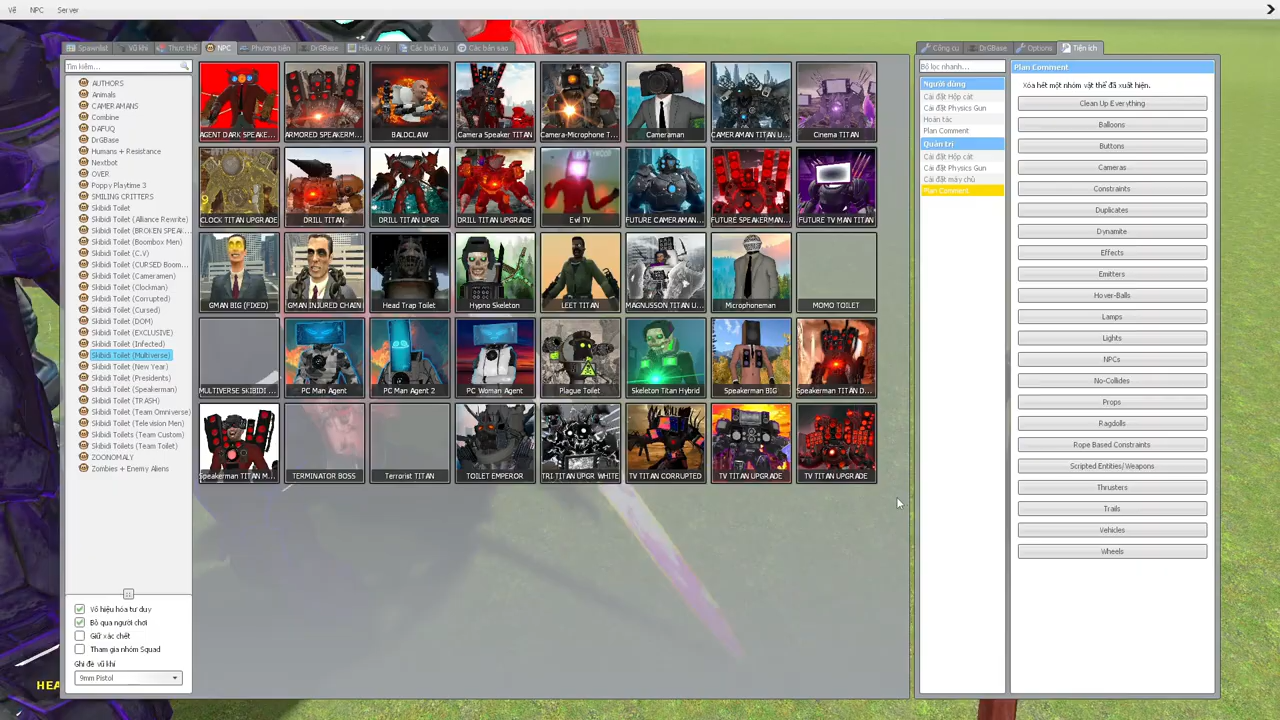 Vẽ NPC Server
Spawnlist Vũ khí Thực thể NPC Phương tiện DrGBase Hậu xử lý Các bản lưu Các bản sao
Công cụ DrGBase Options Tiện ích
Tìm kiếm...
AUTHORS
Animals
CAMERAMANS
Combine
DAFUQ
DrGBase
Humans + Resistance
Nextbot
OVER
Poppy Playtime 3
SMILING CRITTERS
Skibidi Toilet
Skibidi Toilet (Alliance Rewrite)
Skibidi Toilet (BROKEN SPEAK...
Skibidi Toilet (Boombox Men)
Skibidi Toilet (C.V)
Skibidi Toilet (CURSED Boom...
Skibidi Toilet (Cameramen)
Skibidi Toilet (Clockman)
Skibidi Toilet (Corrupted)
Skibidi Toilet (Cursed)
Skibidi Toilet (DOM)
Skibidi Toilet (EXCLUSIVE)
Skibidi Toilet (Infected)
Skibidi Toilet (Multiverse)
Skibidi Toilet (New Year)
Skibidi Toilet (Presidents)
Skibidi Toilet (Speakerman)
Skibidi Toilet (TRASH)
Skibidi Toilet (Team Omniverse)
Skibidi Toilet (Television Men)
Skibidi Toilets (Team Custom)
Skibidi Toilets (Team Toilet)
ZOONOMALY
Zombies + Enemy Aliens
Vô hiệu hóa tư duy
Bỏ qua người chơi
Giữ xác chết
Tham gia nhóm Squad
Ghi đè vũ khí
9mm Pistol
AGENT DARK SPEAKE... ARMORED SPEAKERM... BALDCLAW Camera Speaker TITAN Camera-Microphone T... Cameraman CAMERAMAN TITAN U... Cinema TITAN
CLOCK TITAN UPGRADE DRILL TITAN DRILL TITAN UPGR DRILL TITAN UPGRADE Evil TV FUTURE CAMERAMAN... FUTURE SPEAKERMAN... FUTURE TV MAN TITAN
GMAN BIG (FIXED) GMAN INJURED CHAIN Head Trap Toilet Hypno Skeleton LEET TITAN MAGNUSSON TITAN U... Microphoneman MOMO TOILET
MULTIVERSE SKIBIDI ... PC Man Agent PC Man Agent 2 PC Woman Agent Plague Toilet Skeleton Titan Hybrid Speakerman BIG Speakerman TITAN D...
Speakerman TITAN M... TERMINATOR BOSS Terrorist TITAN TOILET EMPEROR TRI TITAN UPGR WHITE TV TITAN CORRUPTED TV TITAN UPGRADE TV TITAN UPGRADE
HEA
Bộ lọc nhanh...
Người dùng
Cài đặt Hộp cát
Cài đặt Physics Gun
Hoàn tác
Plan Comment
Quản trị
Cài đặt Hộp cát
Cài đặt Physics Gun
Cài đặt máy chủ
Plan Comment
Plan Comment
Xóa hết một nhóm vật thể đã xuất hiện.
Clean Up Everything
Balloons
Buttons
Cameras
Constraints
Duplicates
Dynamite
Effects
Emitters
Hover-Balls
Lamps
Lights
NPCs
No-Collides
Props
Ragdolls
Rope Based Constraints
Scripted Entities/Weapons
Thrusters
Trails
Vehicles
Wheels